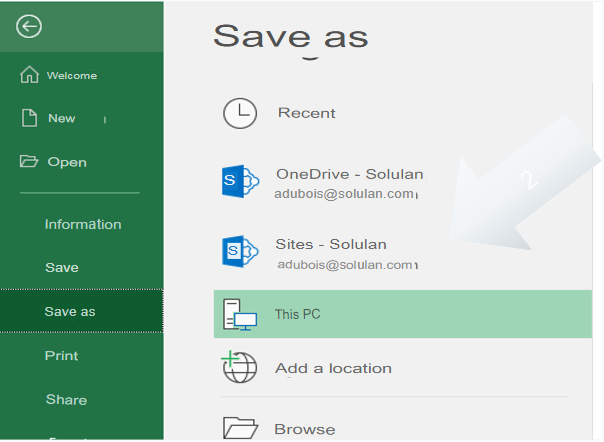 Save as
Welcome
New
Open
Information
Save
Save as
Print
Share
Recent
OneDrive - Solulan
adubois@solulan.com
Sites - Solulan
adubois@solulan.com
This PC
Add a location
Browse
2